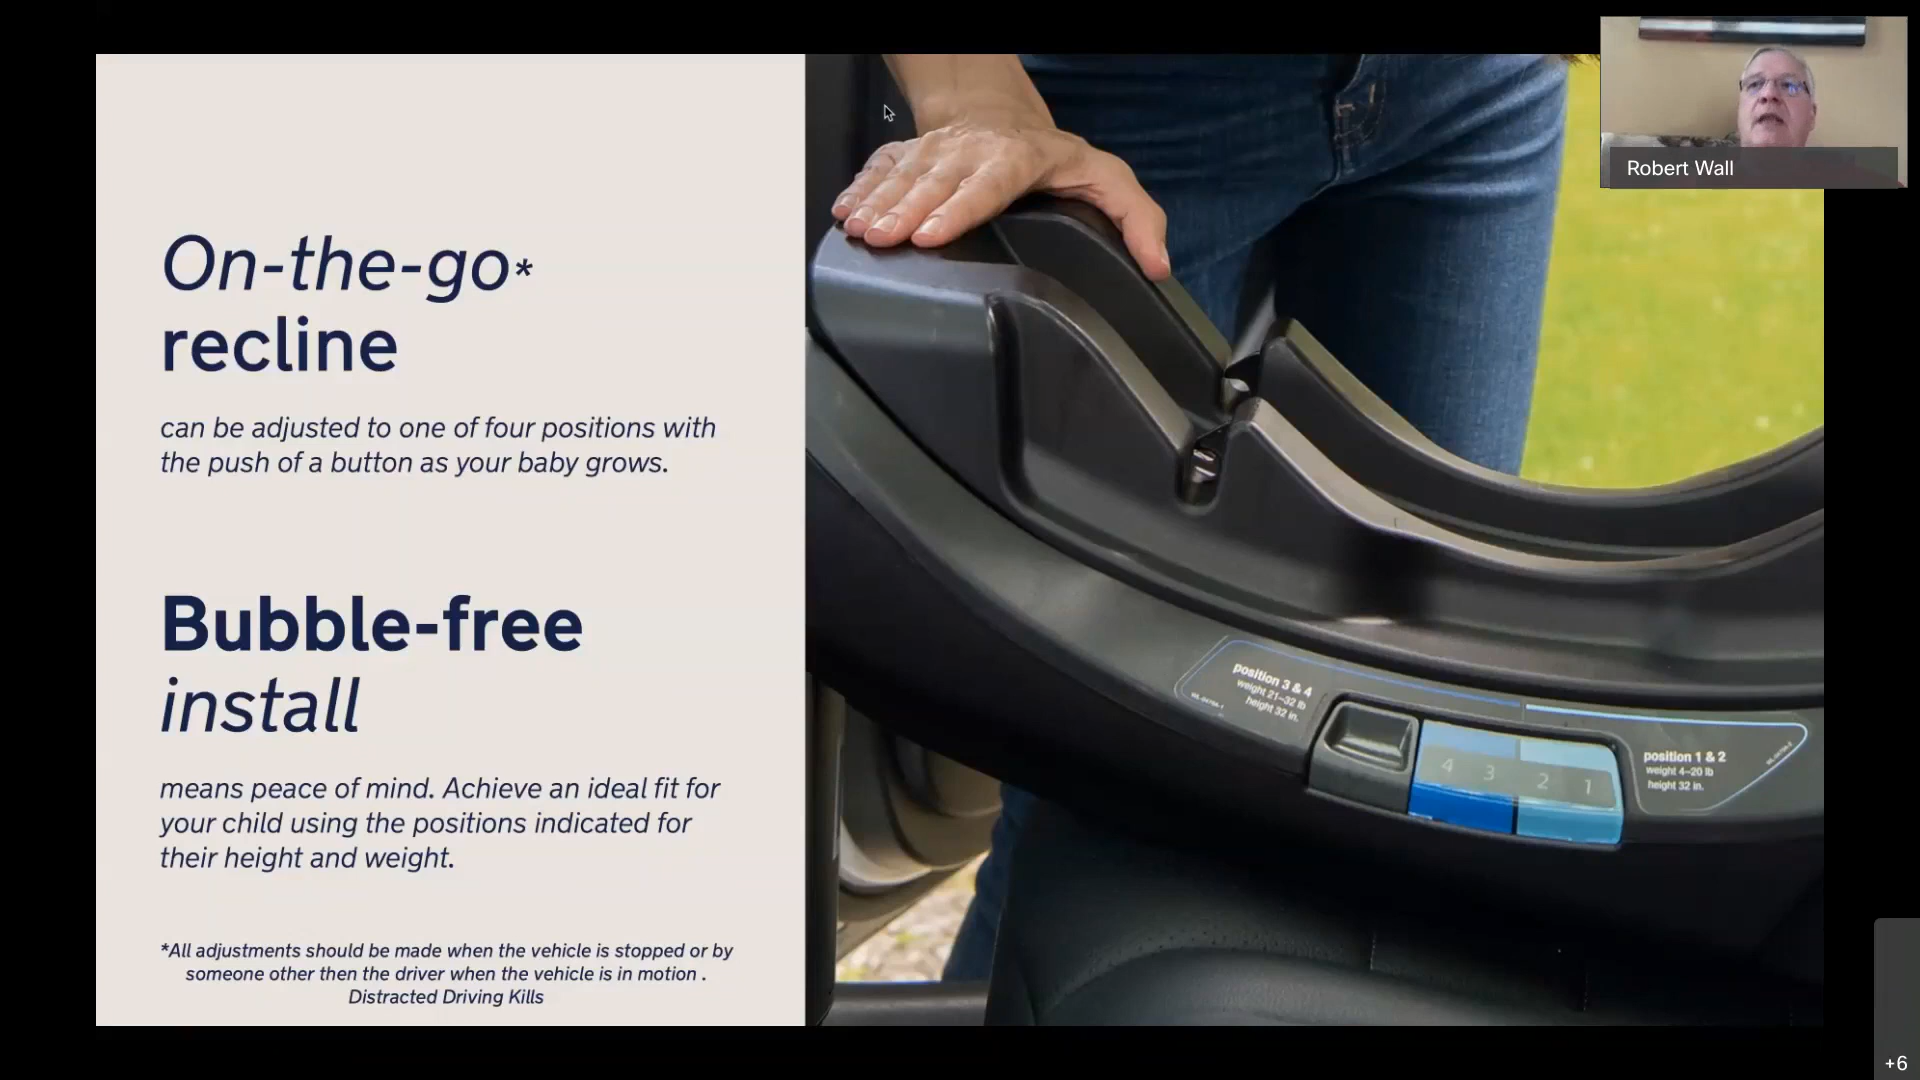 Robert Wall
On-the-go*
recline
can be adjusted to one of four positions with
the push of a button as your baby grows.
Bubble-free
install
means peace of mind. Achieve an ideal fit for
your child using the positions indicated for
their height and weight.
*All adjustments should be made when the vehicle is stopped or by
someone other then the driver when the vehicle is in motion .
Distracted Driving Kills
position 3 & 4
weight 21–32 lb
height 32 in.
4 3 2 1
position 1 & 2
weight 4–20 lb
height 32 in.
+6